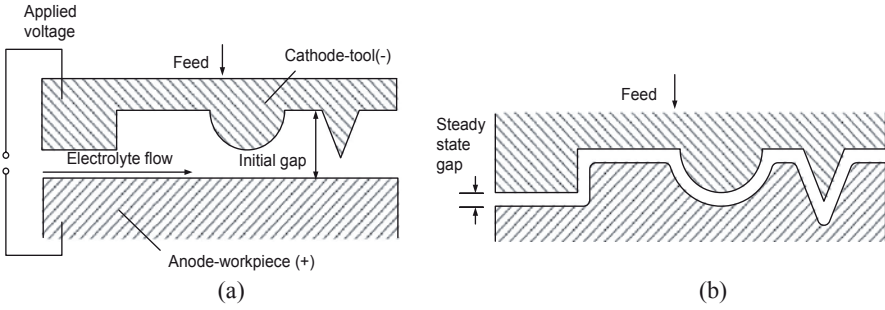 Applied
voltage
Feed
Cathode-tool(-)
Electrolyte flow
Initial gap
Anode-workpiece (+)
(a)
Feed
Steady
state
gap
(b)